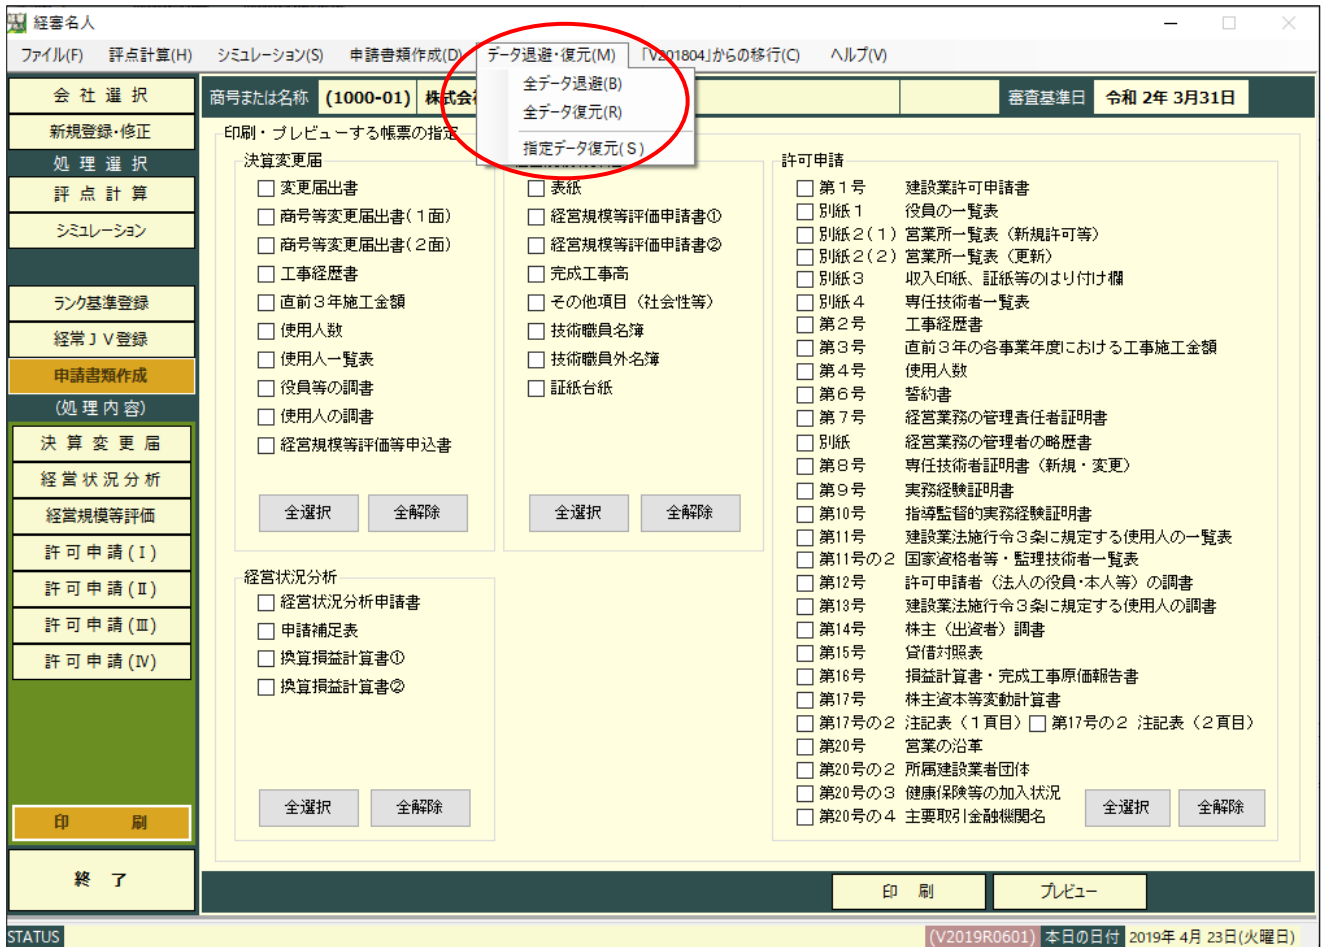 経審名人
ファイル(F) 評点計算(H) シミュレーション(S) 申請書類作成(D) データ退避・復元(M) 「V201804」からの移行(C) ヘルプ(V)
全データ退避(B)
全データ復元(R)
指定データ復元(S)
会社選択
新規登録・修正
処理選択
評点計算
シミュレーション
ランク基準登録
経常JV登録
申請書類作成
(処理内容)
決算変更届
経営状況分析
経営規模等評価
許可申請(Ⅰ)
許可申請(Ⅱ)
許可申請(Ⅲ)
許可申請(Ⅳ)
印 刷
終 了
商号または名称 (1000-01) 株式会 審査基準日 令和 2年 3月31日
印刷・プレビューする帳票の指定
決算変更届
変更届出書
商号等変更届出書(1面)
商号等変更届出書(2面)
工事経歴書
直前3年施工金額
使用人数
使用人一覧表
役員等の調書
使用人の調書
経営規模等評価等申込書
全選択 全解除
表紙
経営規模等評価申請書①
経営規模等評価申請書②
完成工事高
その他項目(社会性等)
技術職員名簿
技術職員外名簿
証紙台紙
全選択 全解除
経営状況分析
経営状況分析申請書
申請補足表
換算損益計算書①
換算損益計算書②
全選択 全解除
許可申請
第1号 建設業許可申請書
別紙1 役員の一覧表
別紙2(1) 営業所一覧表(新規許可等)
別紙2(2) 営業所一覧表(更新)
別紙3 収入印紙、証紙等のはり付け欄
別紙4 専任技術者一覧表
第2号 工事経歴書
第3号 直前3年の各事業年度における工事施工金額
第4号 使用人数
第6号 誓約書
第7号 経営業務の管理責任者証明書
別紙 経営業務の管理者の略歴書
第8号 専任技術者証明書(新規・変更)
第9号 実務経験証明書
第10号 指導監督的実務経験証明書
第11号 建設業法施行令3条に規定する使用人の一覧表
第11号の2 国家資格者等・監理技術者一覧表
第12号 許可申請者(法人の役員・本人等)の調書
第13号 建設業法施行令3条に規定する使用人の調書
第14号 株主(出資者)調書
第15号 貸借対照表
第16号 損益計算書・完成工事原価報告書
第17号 株主資本等変動計算書
第17号の2 注記表(1頁目) 第17号の2 注記表(2頁目)
第20号 営業の沿革
第20号の2 所属建設業者団体
第20号の3 健康保険等の加入状況
第20号の4 主要取引金融機関名
全選択 全解除
印 刷 プレビュー
STATUS (V2019R0601) 本日の日付 2019年 4月 23日(火曜日)